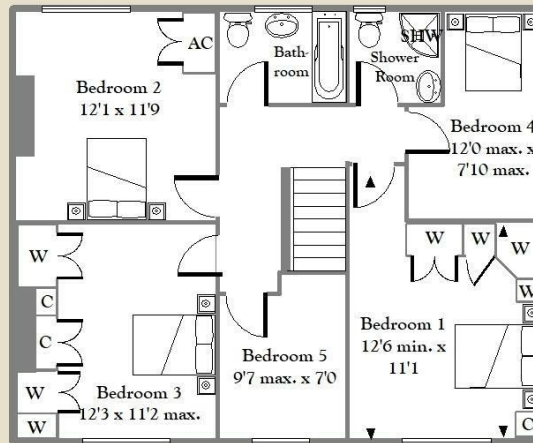 AC
Bath-
room
SHW
Shower
Room
Bedroom 2
12'1 x 11'9
Bedroom 4
12'0 max. x
7'10 max.
W
W
W
W
W
C
C
Bedroom 1
12'6 min. x
11'1
Bedroom 5
9'7 max. x 7'0
W
Bedroom 3
12'3 x 11'2 max.
W
C